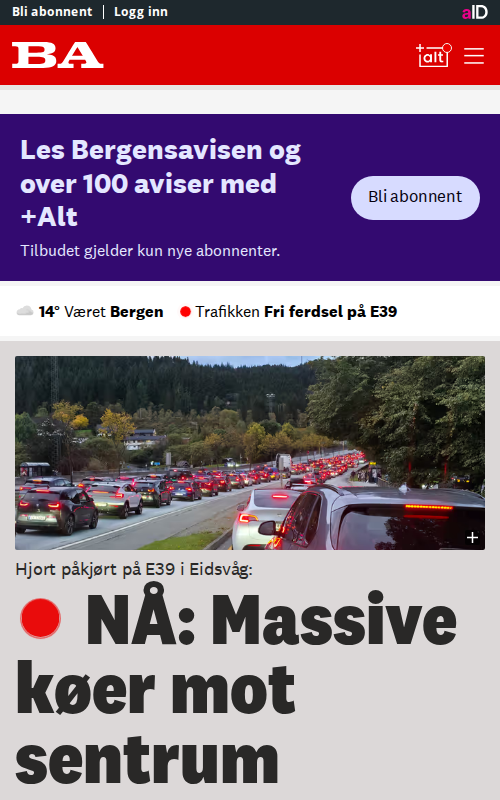 Bli abonnent | Logg inn
aID
BA
+alt
Les Bergensavisen og
over 100 aviser med
+Alt
Tilbudet gjelder kun nye abonnenter.
Bli abonnent
14° Været Bergen
Trafikken Fri ferdsel på E39
Hjort påkjørt på E39 i Eidsvåg:
NÅ: Massive
køer mot
sentrum